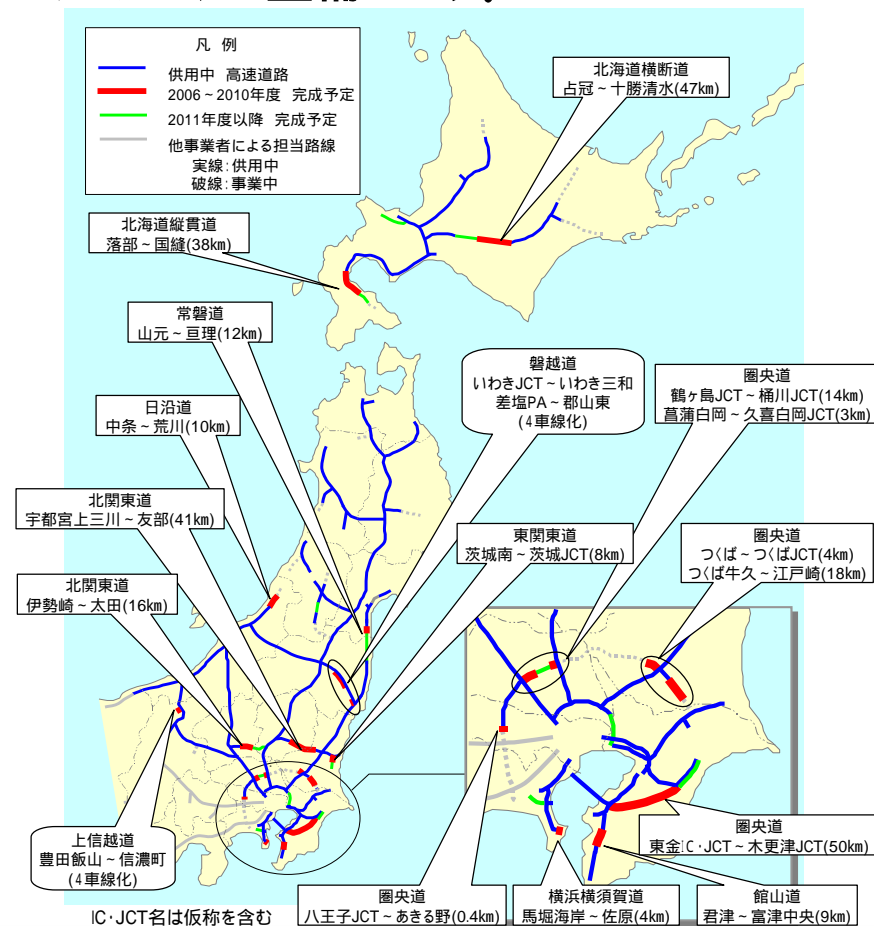 凡 例
供用中 高速道路
2006～2010年度 完成予定
2011年度以降 完成予定
他事業者による担当路線
実線:供用中
破線:事業中
北海道横断道
占冠～十勝清水(47km)
北海道縦貫道
落部～国縫(38km)
常磐道
山元～亘理(12km)
磐越道
いわきJCT～いわき三和
差塩PA～郡山東
(4車線化)
圏央道
鶴ヶ島JCT～桶川JCT(14km)
菖蒲白岡～久喜白岡JCT(3km)
日沿道
中条～荒川(10km)
北関東道
宇都宮上三川～友部(41km)
東関東道
茨城南～茨城JCT(8km)
圏央道
つくば～つくばJCT(4km)
つくば牛久～江戸崎(18km)
北関東道
伊勢崎～太田(16km)
上信越道
豊田飯山～信濃町
(4車線化)
圏央道
東金IC・JCT～木更津JCT(50km)
圏央道
八王子JCT～あきる野(0.4km)
横浜横須賀道
馬堀海岸～佐原(4km)
館山道
君津～富津中央(9km)
IC・JCT名は仮称を含む